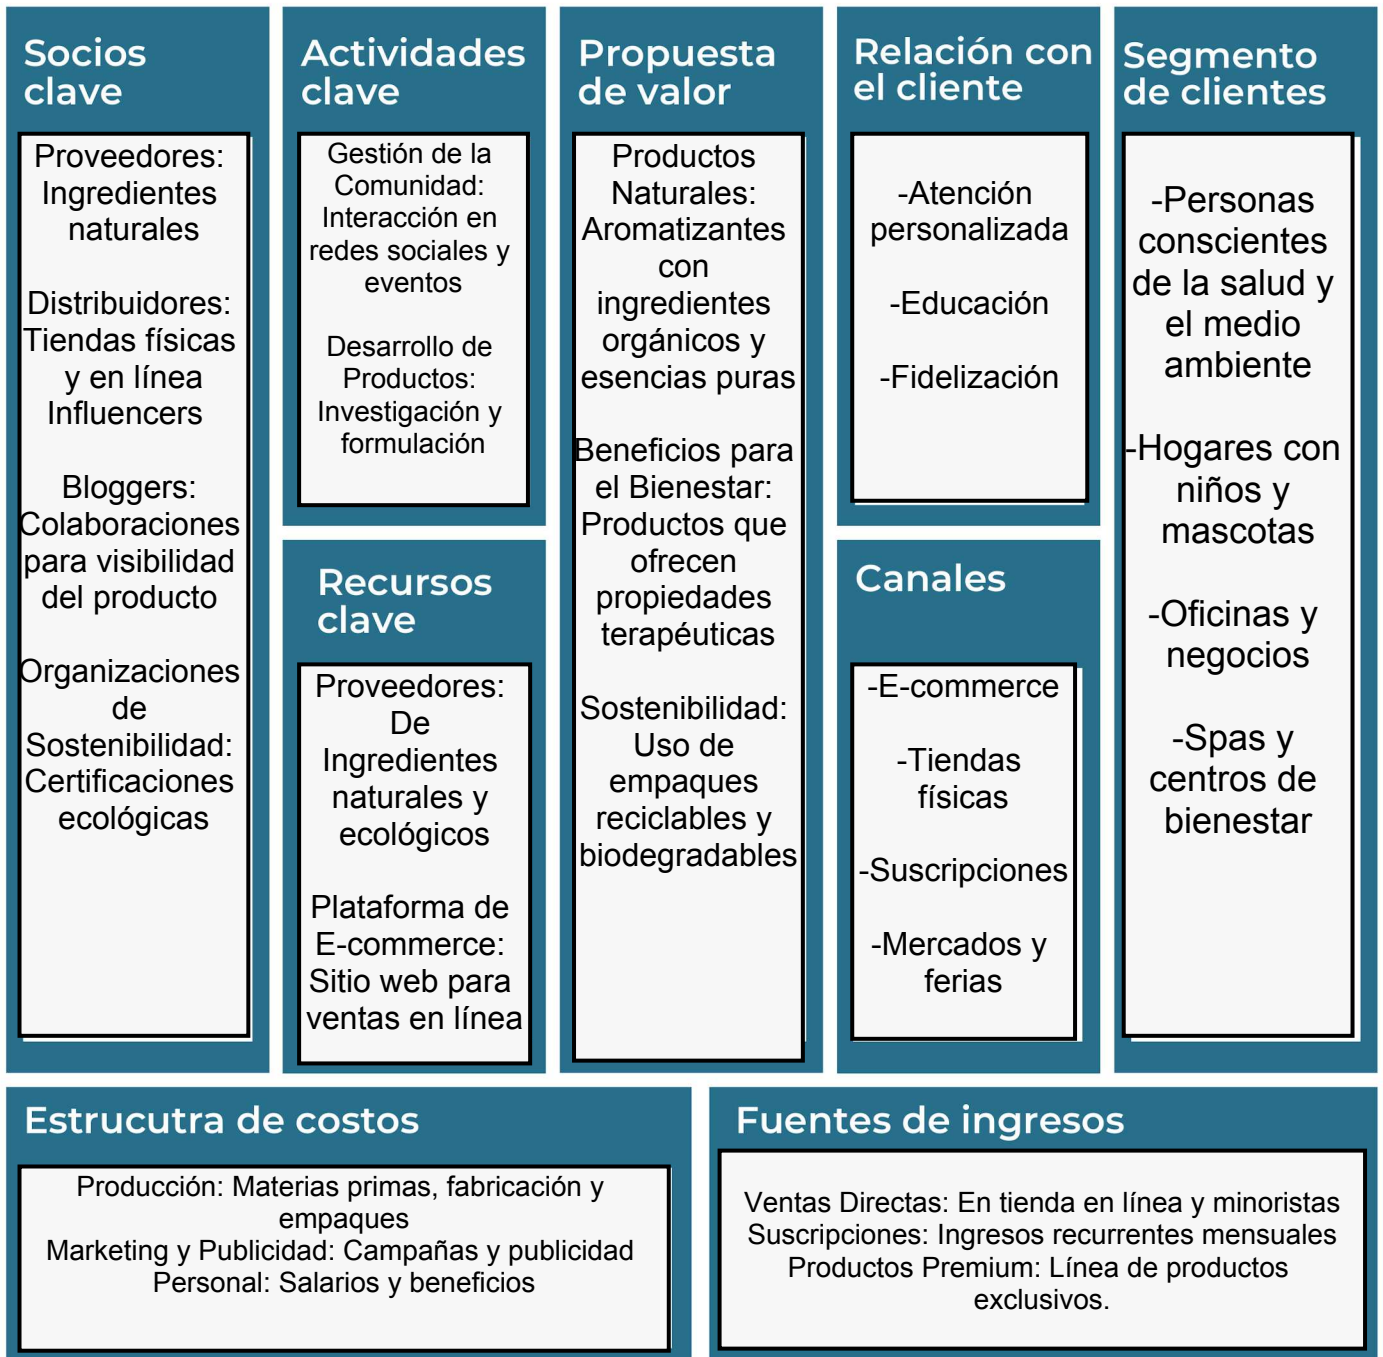 Socios
clave
Proveedores:
Ingredientes
naturales
Distribuidores:
Tiendas físicas
y en línea
Influencers
Bloggers:
Colaboraciones
para visibilidad
del producto
Organizaciones
de
Sostenibilidad:
Certificaciones
ecológicas
Actividades
clave
Gestión de la
Comunidad:
Interacción en
redes sociales y
eventos
Desarrollo de
Productos:
Investigación y
formulación
Recursos
clave
Proveedores:
De
Ingredientes
naturales y
ecológicos
Plataforma de
E-commerce:
Sitio web para
ventas en línea
Propuesta
de valor
Productos
Naturales:
Aromatizantes
con
ingredientes
orgánicos y
esencias puras
Beneficios para
el Bienestar:
Productos que
ofrecen
propiedades
terapéuticas
Sostenibilidad:
Uso de
empaques
reciclables y
biodegradables
Relación con
el cliente
-Atención
personalizada
-Educación
-Fidelización
Canales
-E-commerce
-Tiendas
físicas
-Suscripciones
-Mercados y
ferias
Segmento
de clientes
-Personas
conscientes
de la salud y
el medio
ambiente
-Hogares con
niños y
mascotas
-Oficinas y
negocios
-Spas y
centros de
bienestar
Estrucutra de costos
Producción: Materias primas, fabricación y
empaques
Marketing y Publicidad: Campañas y publicidad
Personal: Salarios y beneficios
Fuentes de ingresos
Ventas Directas: En tienda en línea y minoristas
Suscripciones: Ingresos recurrentes mensuales
Productos Premium: Línea de productos
exclusivos.